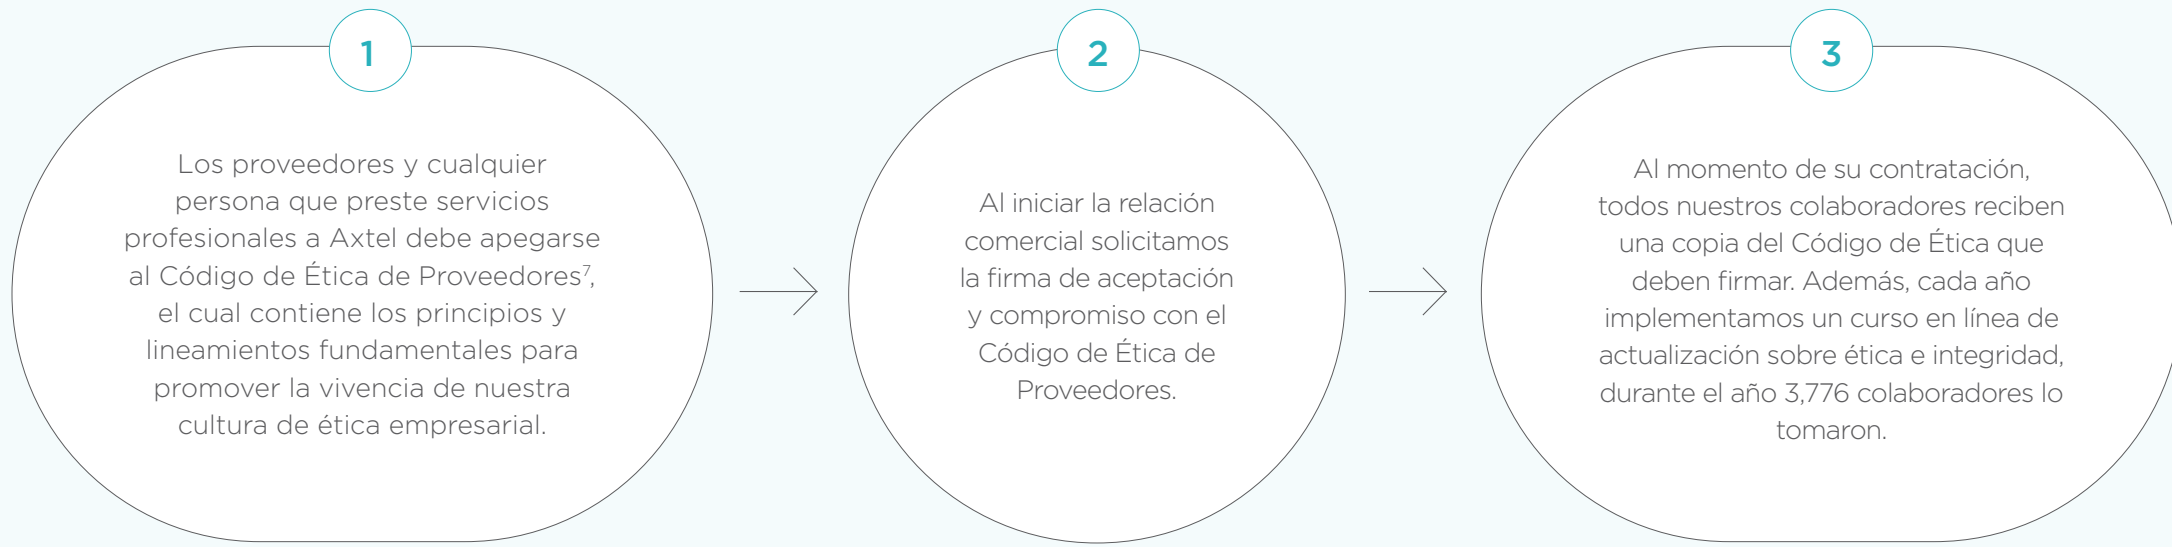 1
Los proveedores y cualquier
persona que preste servicios
profesionales a Axtel debe apegarse
al Código de Ética de Proveedores⁷,
el cual contiene los principios y
lineamientos fundamentales para
promover la vivencia de nuestra
cultura de ética empresarial.
2
Al iniciar la relación
comercial solicitamos
la firma de aceptación
y compromiso con el
Código de Ética de
Proveedores.
3
Al momento de su contratación,
todos nuestros colaboradores reciben
una copia del Código de Ética que
deben firmar. Además, cada año
implementamos un curso en línea de
actualización sobre ética e integridad,
durante el año 3,776 colaboradores lo
tomaron.